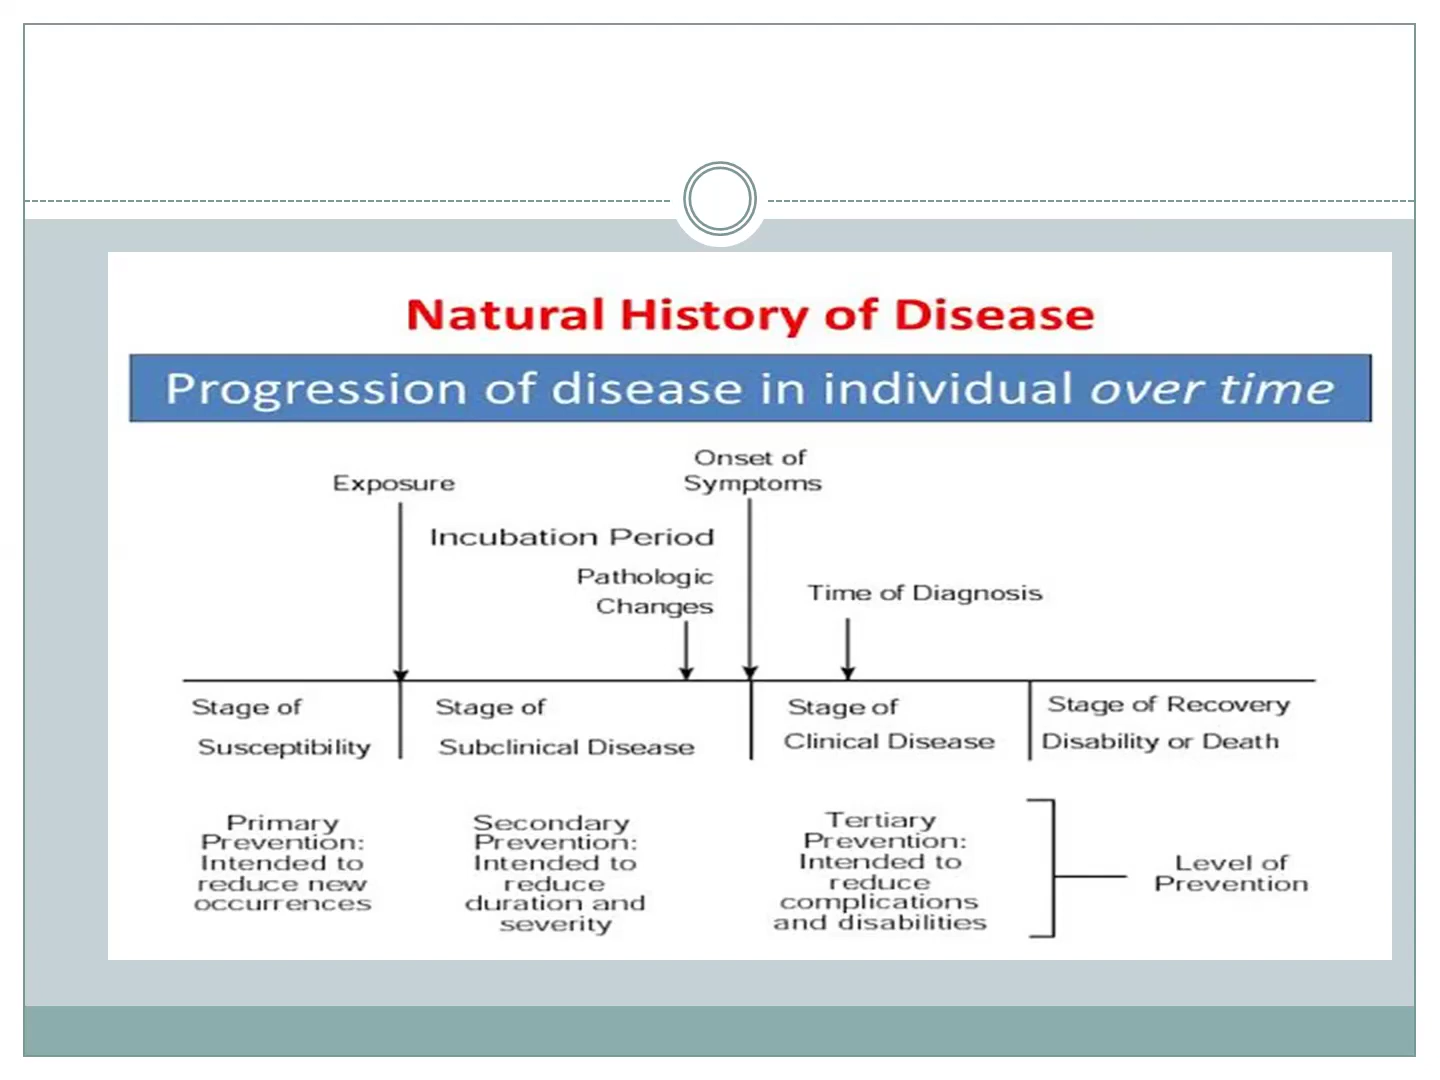 Natural History of Disease
Progression of disease in individual over time
Exposure
Onset of
Symptoms
Incubation Period
Pathologic
Changes
Time of Diagnosis
Stage of
Susceptibility
Stage of
Subclinical Disease
Stage of
Clinical Disease
Stage of Recovery
Disability or Death
Primary
Prevention:
Intended to
reduce new
occurrences
Secondary
Prevention:
Intended to
reduce
duration and
severity
Tertiary
Prevention:
Intended to
reduce
complications
and disabilities
Level of
Prevention